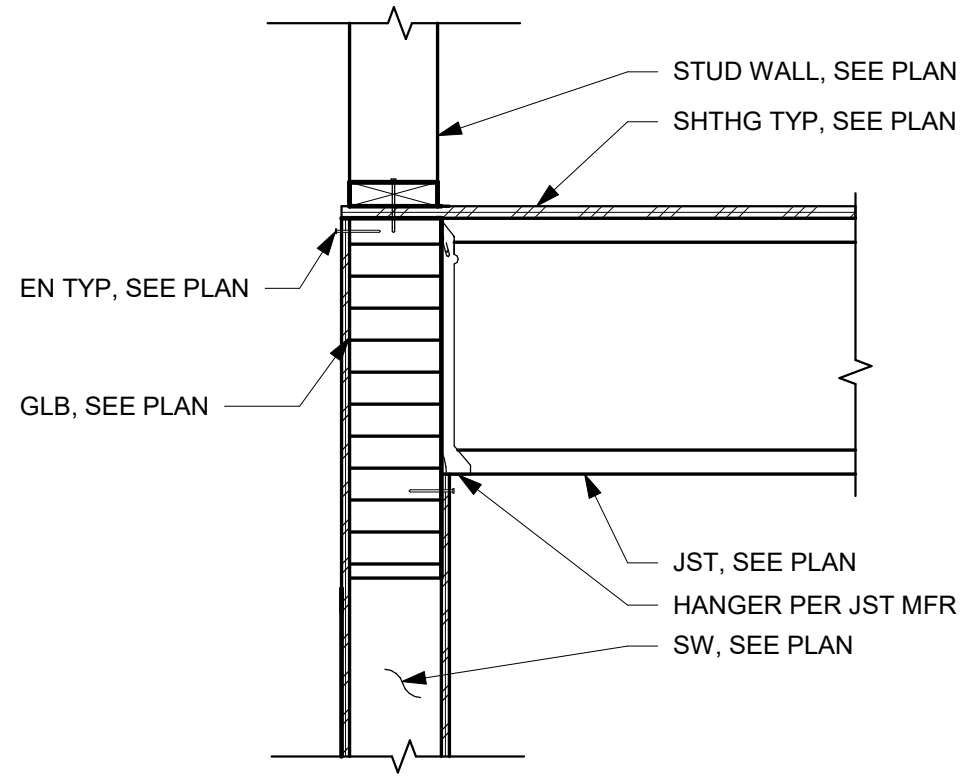 STUD WALL, SEE PLAN
SHTHG TYP, SEE PLAN
EN TYP, SEE PLAN
GLB, SEE PLAN
JST, SEE PLAN
HANGER PER JST MFR
SW, SEE PLAN